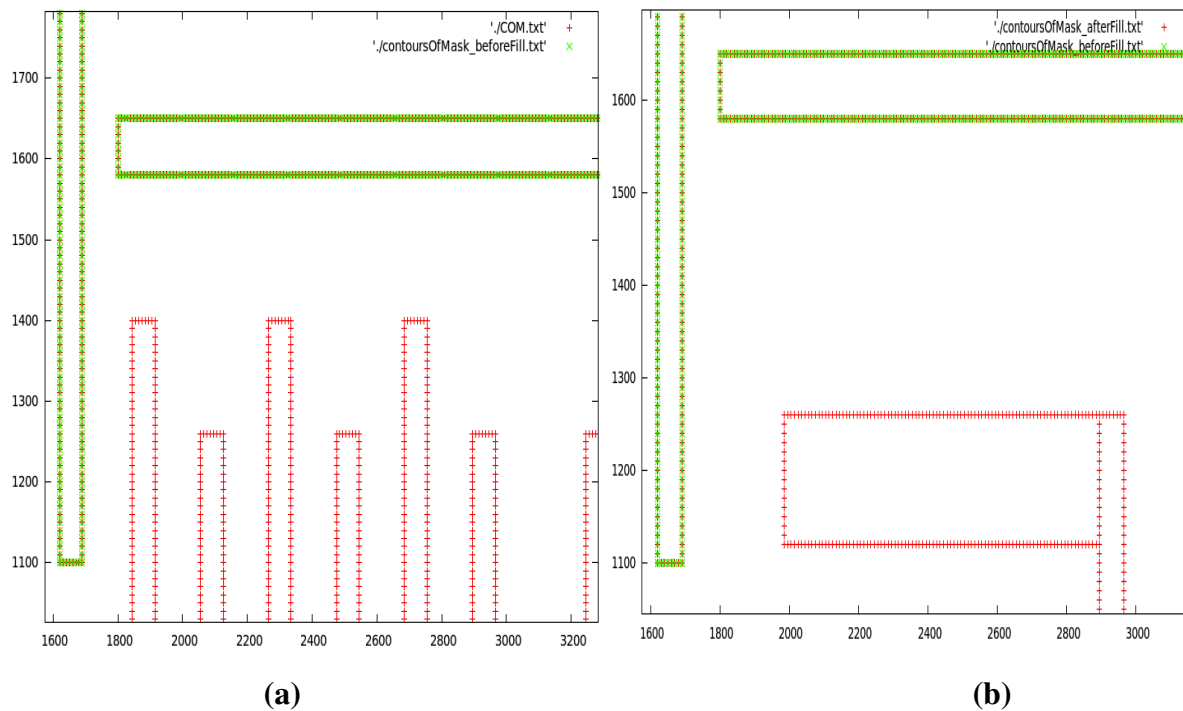 './COM.txt'
'./contoursOfMask_beforeFill.txt'
1700
1600
1500
1400
1300
1200
1100
1600 1800 2000 2200 2400 2600 2800 3000 3200
(a)
'./contoursOfMask_afterFill.txt'
'./contoursOfMask_beforeFill.txt'
1600
1500
1400
1300
1200
1100
1600 1800 2000 2200 2400 2600 2800 3000
(b)